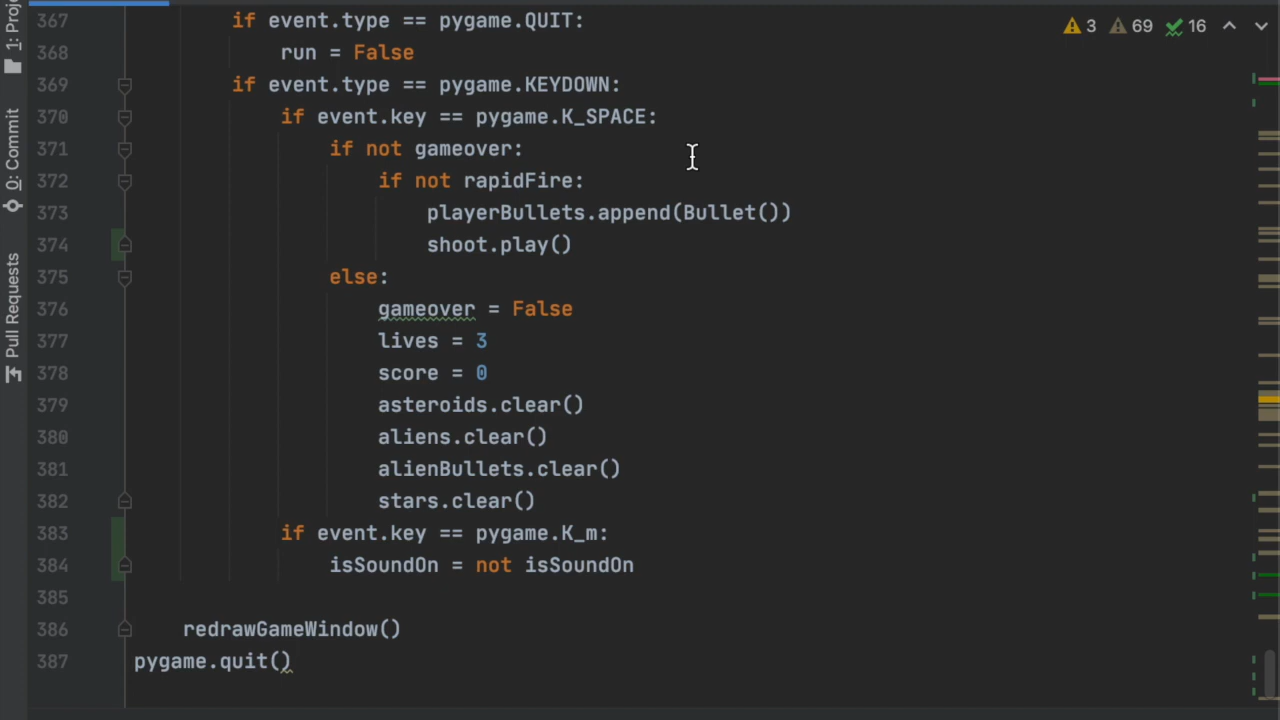 367 if event.type == pygame.QUIT:
368 run = False
369 if event.type == pygame.KEYDOWN:
370 if event.key == pygame.K_SPACE:
371 if not gameover:
372 if not rapidFire:
373 playerBullets.append(Bullet())
374 shoot.play()
375 else:
376 gameover = False
377 lives = 3
378 score = 0
379 asteroids.clear()
380 aliens.clear()
381 alienBullets.clear()
382 stars.clear()
383 if event.key == pygame.K_m:
384 isSoundOn = not isSoundOn
385
386 redrawGameWindow()
387 pygame.quit()
3 69 16
1: Proj
0: Commit
Pull Requests